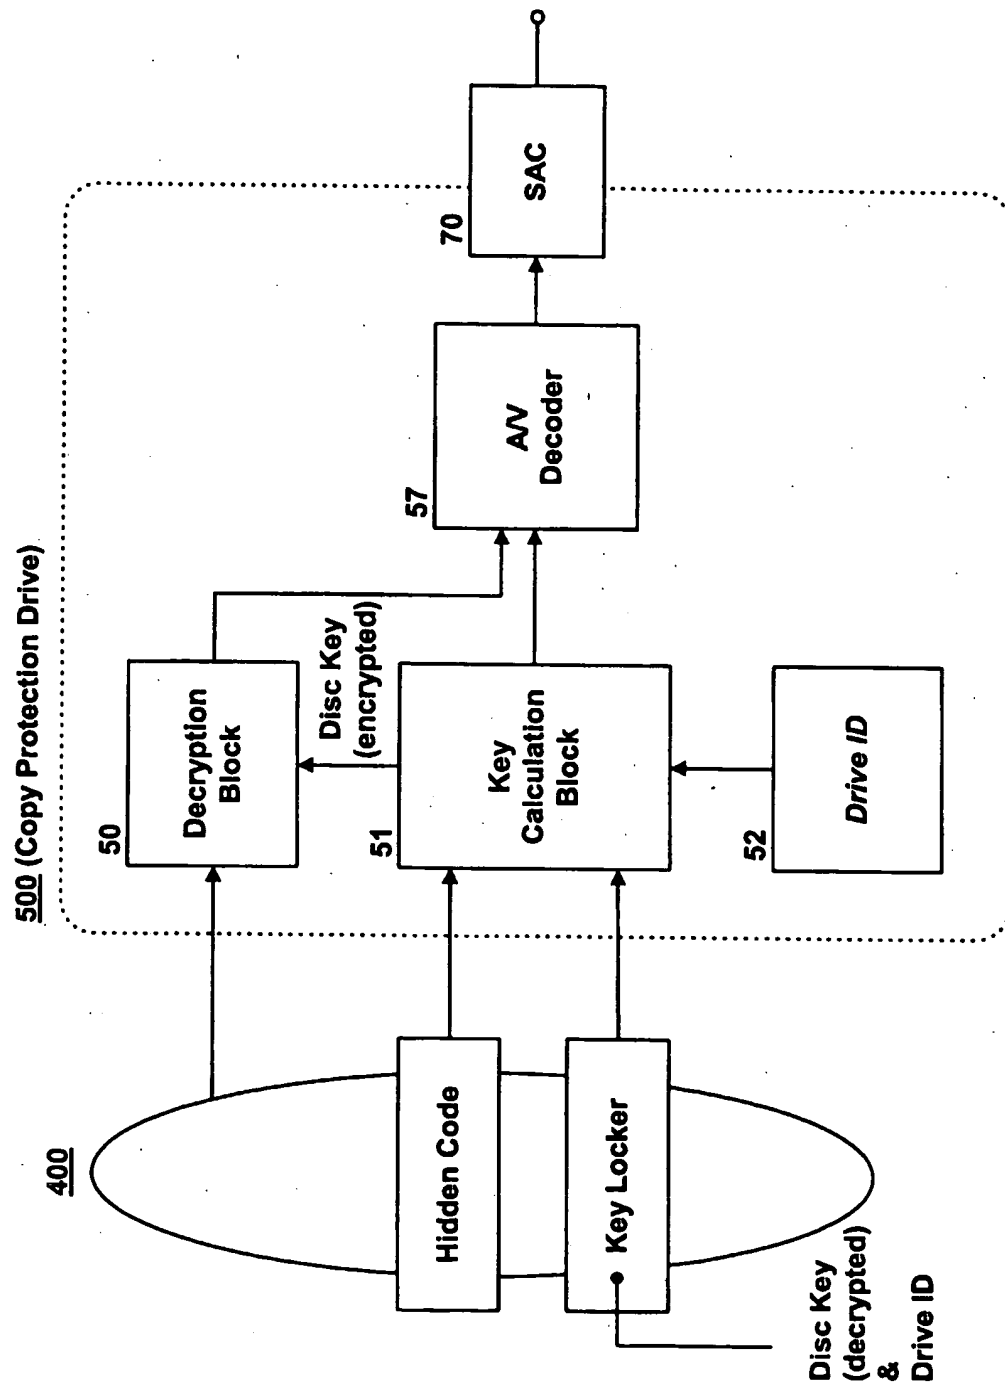 500 (Copy Protection Drive)
400
50
Decryption
Block
Disc Key
(encrypted)
Hidden Code
51
Key
Calculation
Block
57
A/V
Decoder
70
SAC
Key Locker
52
Drive ID
Disc Key
(decrypted)
&
Drive ID